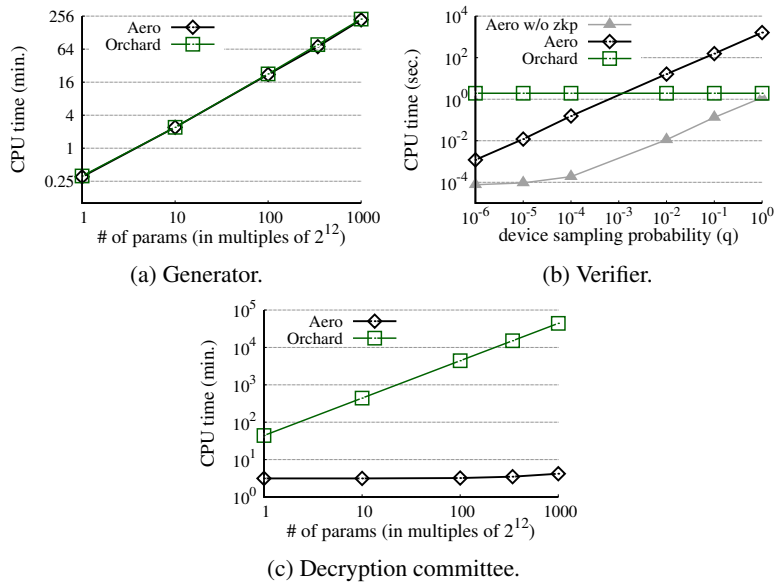 CPU time (min.)
256
64
16
4
1
0.25
Aero
Orchard
1 10 100 1000
# of params (in multiples of 2^12)
(a) Generator.
CPU time (sec.)
10^4
10^2
10^0
10^-2
10^-4
Aero w/o zkp
Aero
Orchard
10^-6 10^-5 10^-4 10^-3 10^-2 10^-1 10^0
device sampling probability (q)
(b) Verifier.
CPU time (min.)
10^5
10^4
10^3
10^2
10^1
10^0
Aero
Orchard
1 10 100 1000
# of params (in multiples of 2^12)
(c) Decryption committee.